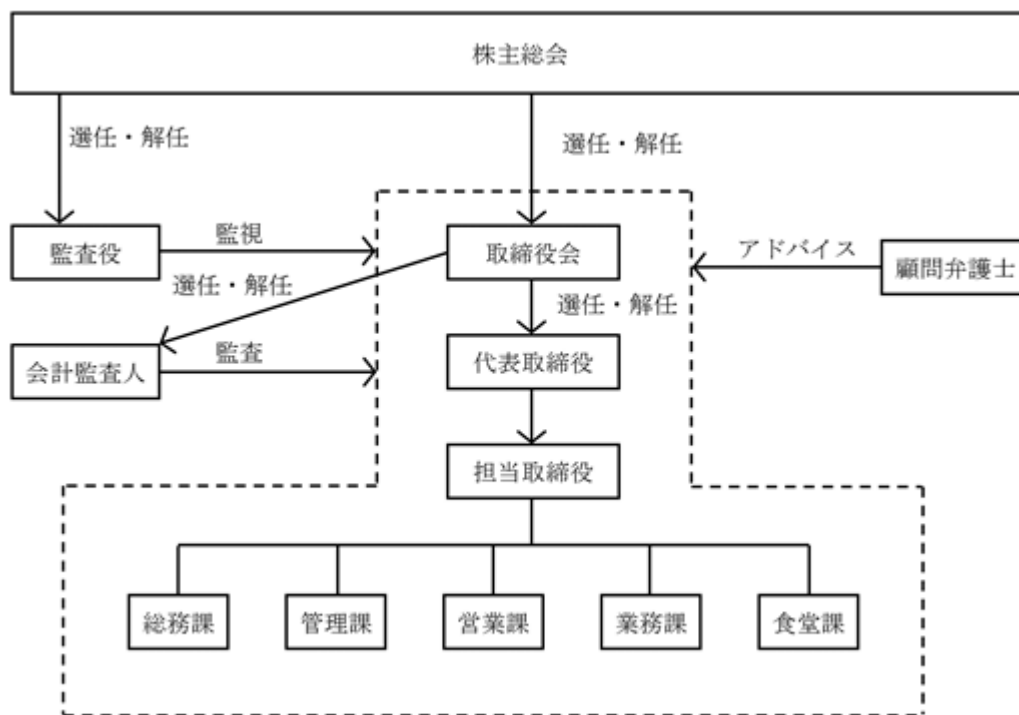 株主総会
選任・解任
選任・解任
監査役
監視
取締役会
アドバイス
顧問弁護士
選任・解任
選任・解任
会計監査人
監査
代表取締役
担当取締役
総務課
管理課
営業課
業務課
食堂課